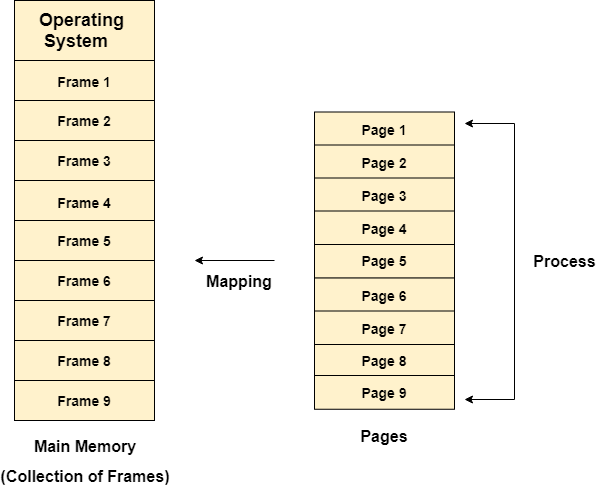 Operating
System
Frame 1
Frame 2
Frame 3
Frame 4
Frame 5
Frame 6
Frame 7
Frame 8
Frame 9
Main Memory
(Collection of Frames)
Mapping
Page 1
Page 2
Page 3
Page 4
Page 5
Page 6
Page 7
Page 8
Page 9
Pages
Process